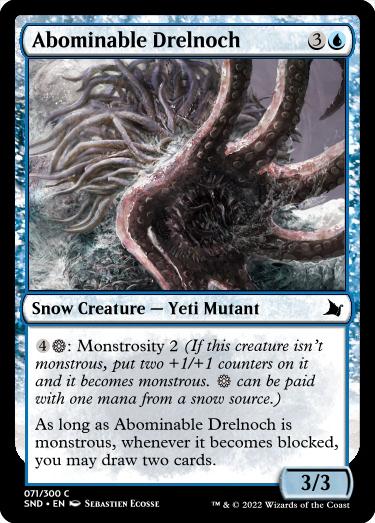 Abominable Drelnoch 3
Snow Creature — Yeti Mutant
4: Monstrosity 2 (If this creature isn't
monstrous, put two +1/+1 counters on it
and it becomes monstrous. can be paid
with one mana from a snow source.)
As long as Abominable Drelnoch is
monstrous, whenever it becomes blocked,
you may draw two cards.
3/3
071/300 C
SND • EN Sebastien Ecosse ™ & © 2022 Wizards of the Coast